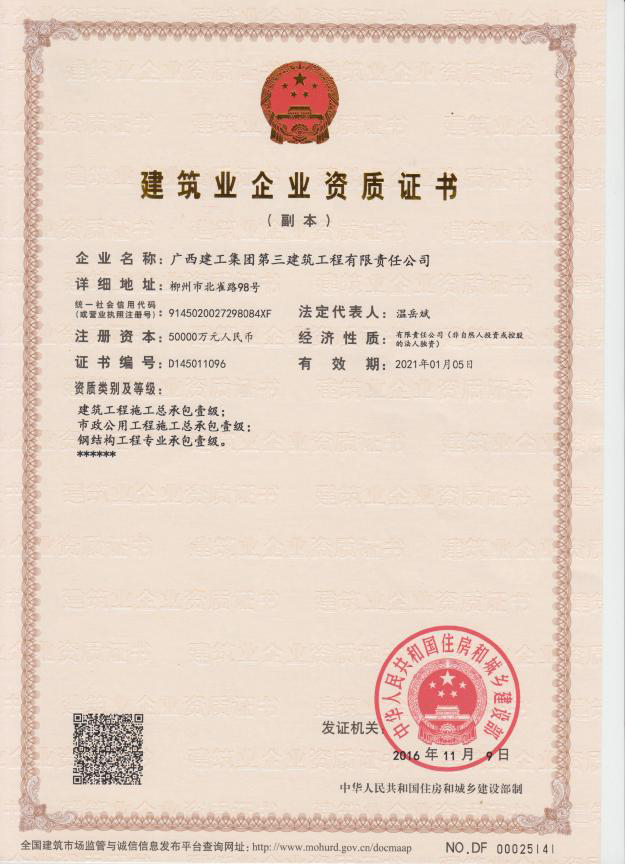 建筑业企业资质证书
（副本）
企业名称：广西建工集团第三建筑工程有限责任公司
详细地址：柳州市北雀路98号
统一社会信用代码
(或营业执照注册号)：9145020027298084XF
法定代表人：温岳斌
注册资本：50000万元人民币
经济性质：有限责任公司（非自然人投资或控股
的法人独资）
证书编号：D145011096
有效期：2021年01月05日
资质类别及等级：
建筑工程施工总承包壹级；
市政公用工程施工总承包壹级；
钢结构工程专业承包壹级。
******
中华人民共和国住房和城乡建设部
发证机关：
2016年11月9日
中华人民共和国住房和城乡建设部制
全国建筑市场监管与诚信信息发布平台查询网址：http://www.mohurd.gov.cn/docmaap
NO.DF 00025141